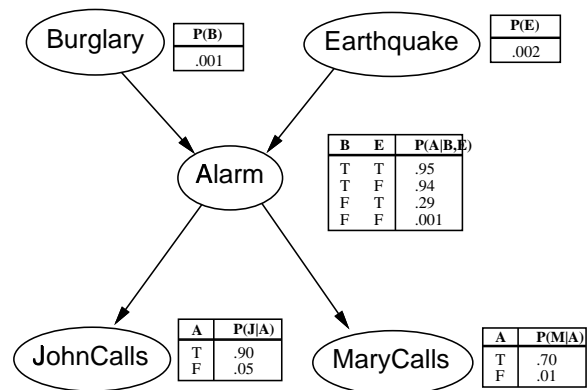 Burglary
P(B)
.001
Earthquake
P(E)
.002
Alarm
B E P(A|B,E)
T T .95
T F .94
F T .29
F F .001
JohnCalls
A P(J|A)
T .90
F .05
MaryCalls
A P(M|A)
T .70
F .01